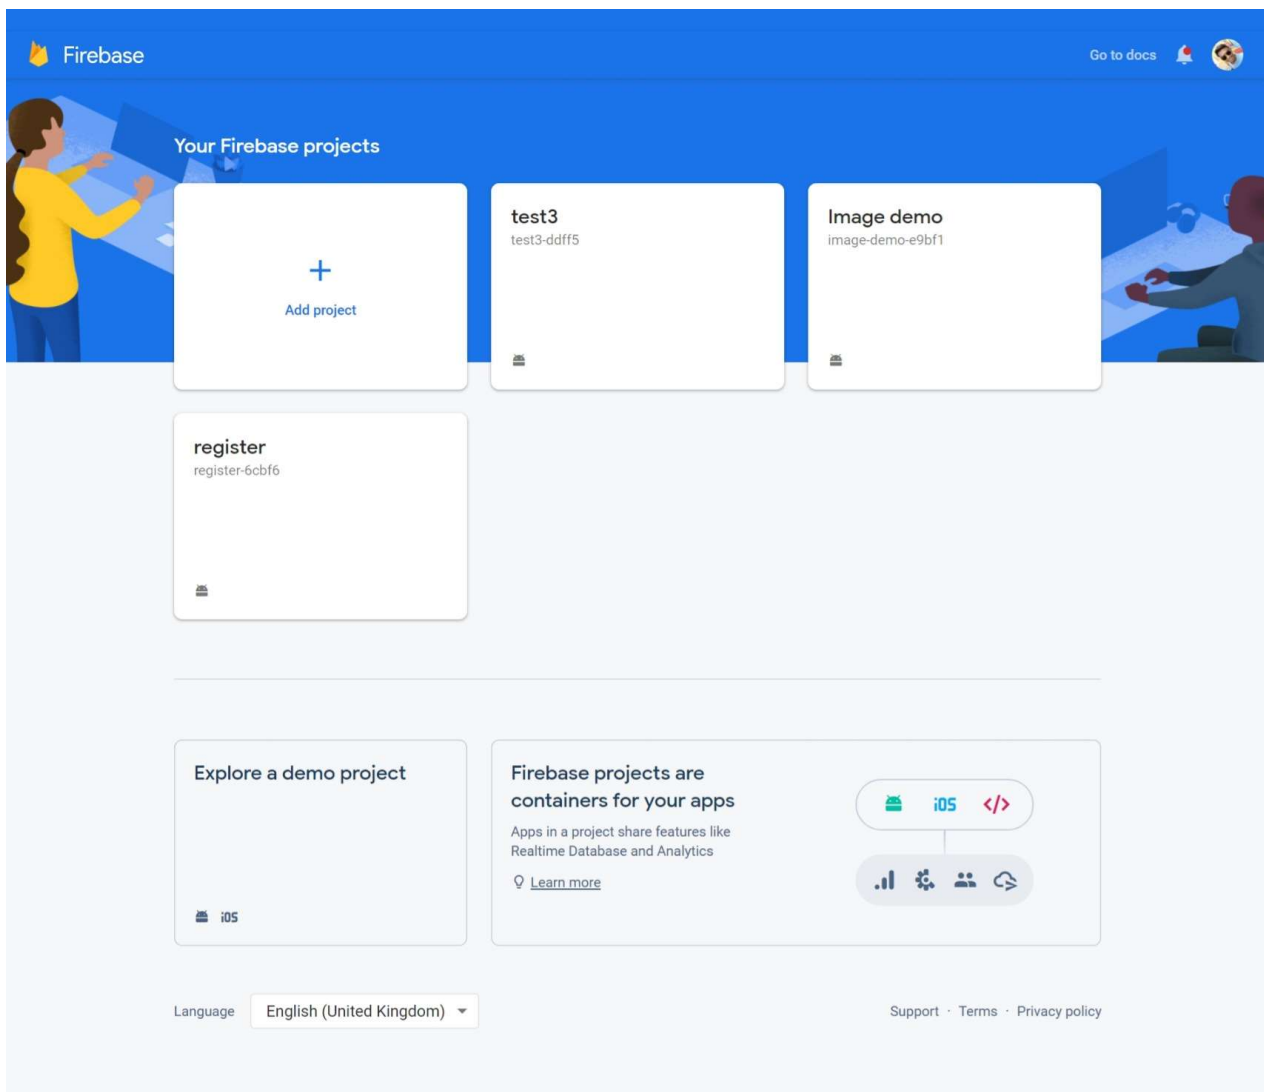 Firebase
Go to docs
Your Firebase projects
Add project
test3
test3-ddff5
Image demo
image-demo-e9bf1
register
register-6cbf6
Explore a demo project
iOS
Firebase projects are
containers for your apps
Apps in a project share features like
Realtime Database and Analytics
Learn more
iOS </>
Language
English (United Kingdom)
Support · Terms · Privacy policy